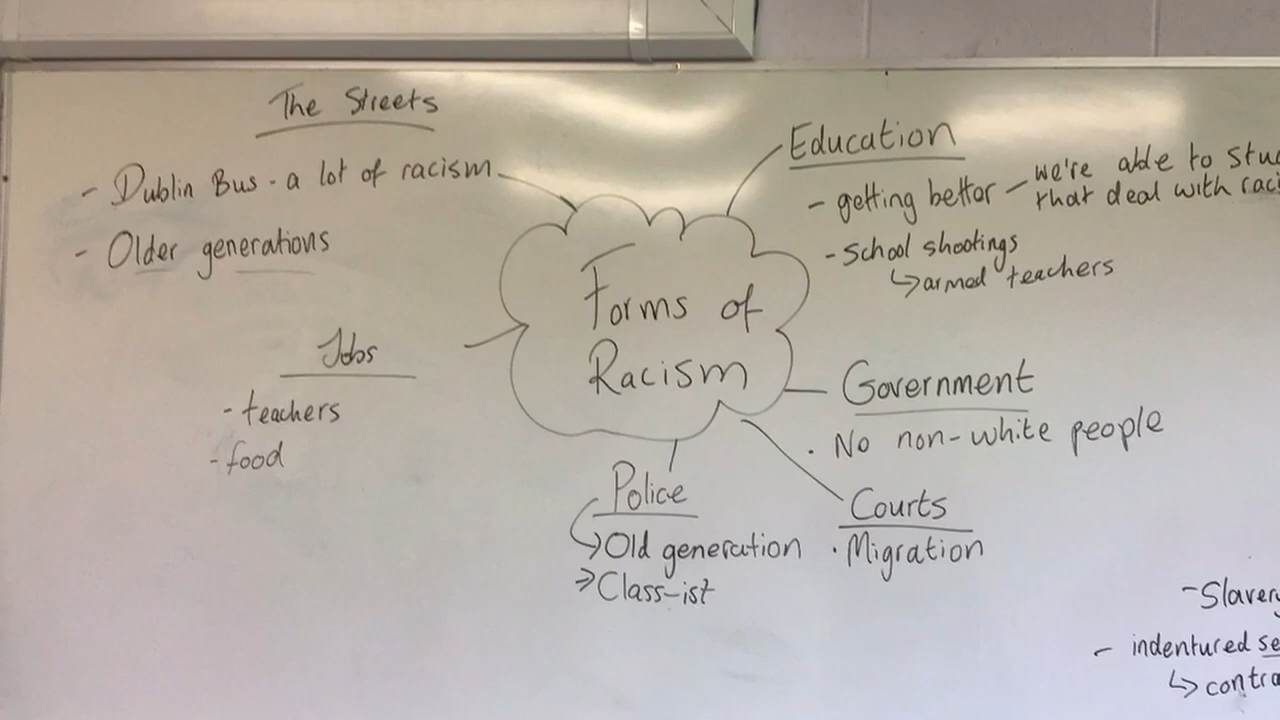 The Streets
- Dublin Bus - a lot of racism
- Older generations
Jobs
- teachers
- food
Forms of
Racism
Education
- getting better – we're able to stu
that deal with raci
- School shootings
↳ armed teachers
Government
· No non-white people
Police
↳ Old generation
> Class-ist
Courts
· Migration
- Slaver
- indentured se
↳ contra